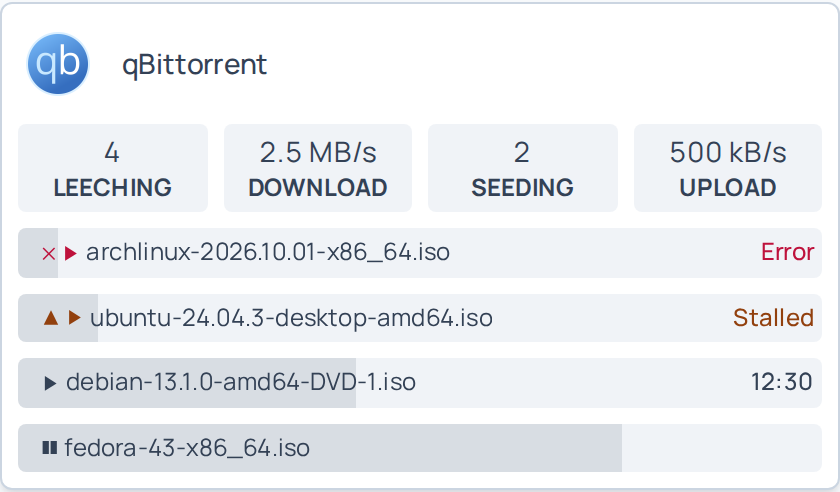 qb qBittorrent
4 2.5 MB/s 2 500 kB/s
LEECHING DOWNLOAD SEEDING UPLOAD
archlinux-2026.10.01-x86_64.iso Error
ubuntu-24.04.3-desktop-amd64.iso Stalled
debian-13.1.0-amd64-DVD-1.iso 12:30
fedora-43-x86_64.iso